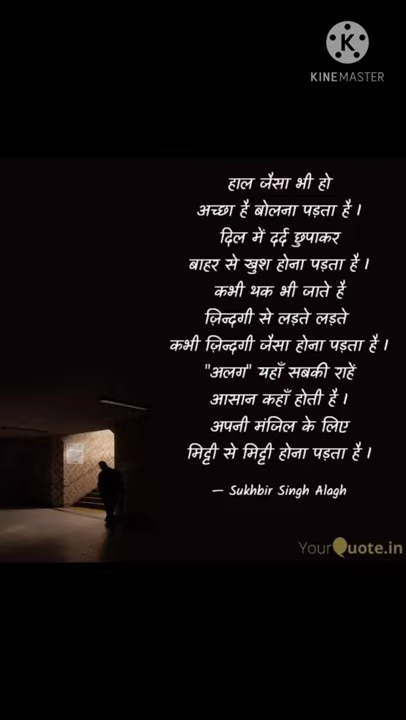 KINEMASTER
हाल जैसा भी हो
अच्छा है बोलना पड़ता है ।
दिल में दर्द छुपाकर
बाहर से खुश होना पड़ता है ।
कभी थक भी जाते है
ज़िन्दगी से लड़ते लड़ते
कभी ज़िन्दगी जैसा होना पड़ता है ।
"अलग" यहाँ सबकी राहें
आसान कहाँ होती है ।
अपनी मंजिल के लिए
मिट्टी से मिट्टी होना पड़ता है ।
— Sukhbir Singh Alagh
YourQuote.in